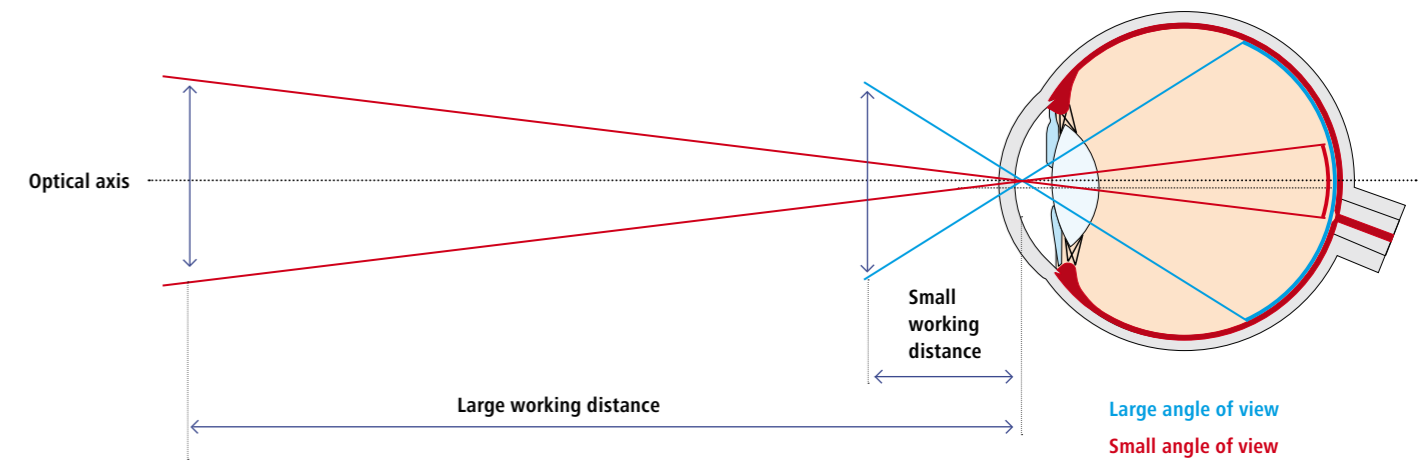 Optical axis
Small
working
distance
Large working distance
Large angle of view
Small angle of view